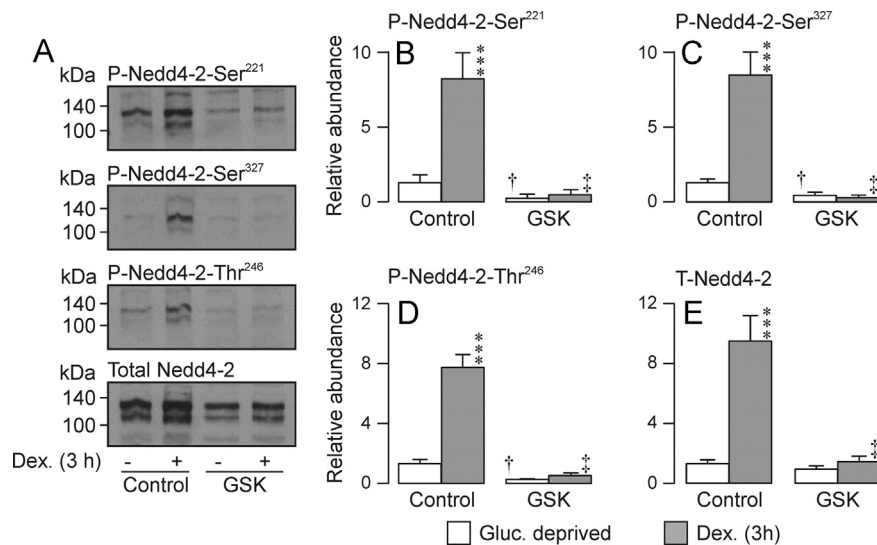 A
kDa P-Nedd4-2-Ser²²¹
140
100
P-Nedd4-2-Ser³²⁷
kDa
140
100
P-Nedd4-2-Thr²⁴⁶
kDa
140
100
Total Nedd4-2
kDa
140
100
Dex. (3 h) - + - +
Control GSK
P-Nedd4-2-Ser²²¹
B
Relative abundance
10
5
0
***
†
‡
Control GSK
P-Nedd4-2-Ser³²⁷
C
10
5
0
***
†
‡
Control GSK
P-Nedd4-2-Thr²⁴⁶
D
Relative abundance
12
8
4
0
***
†
‡
Control GSK
T-Nedd4-2
E
12
8
4
0
***
‡
Control GSK
Gluc. deprived Dex. (3h)